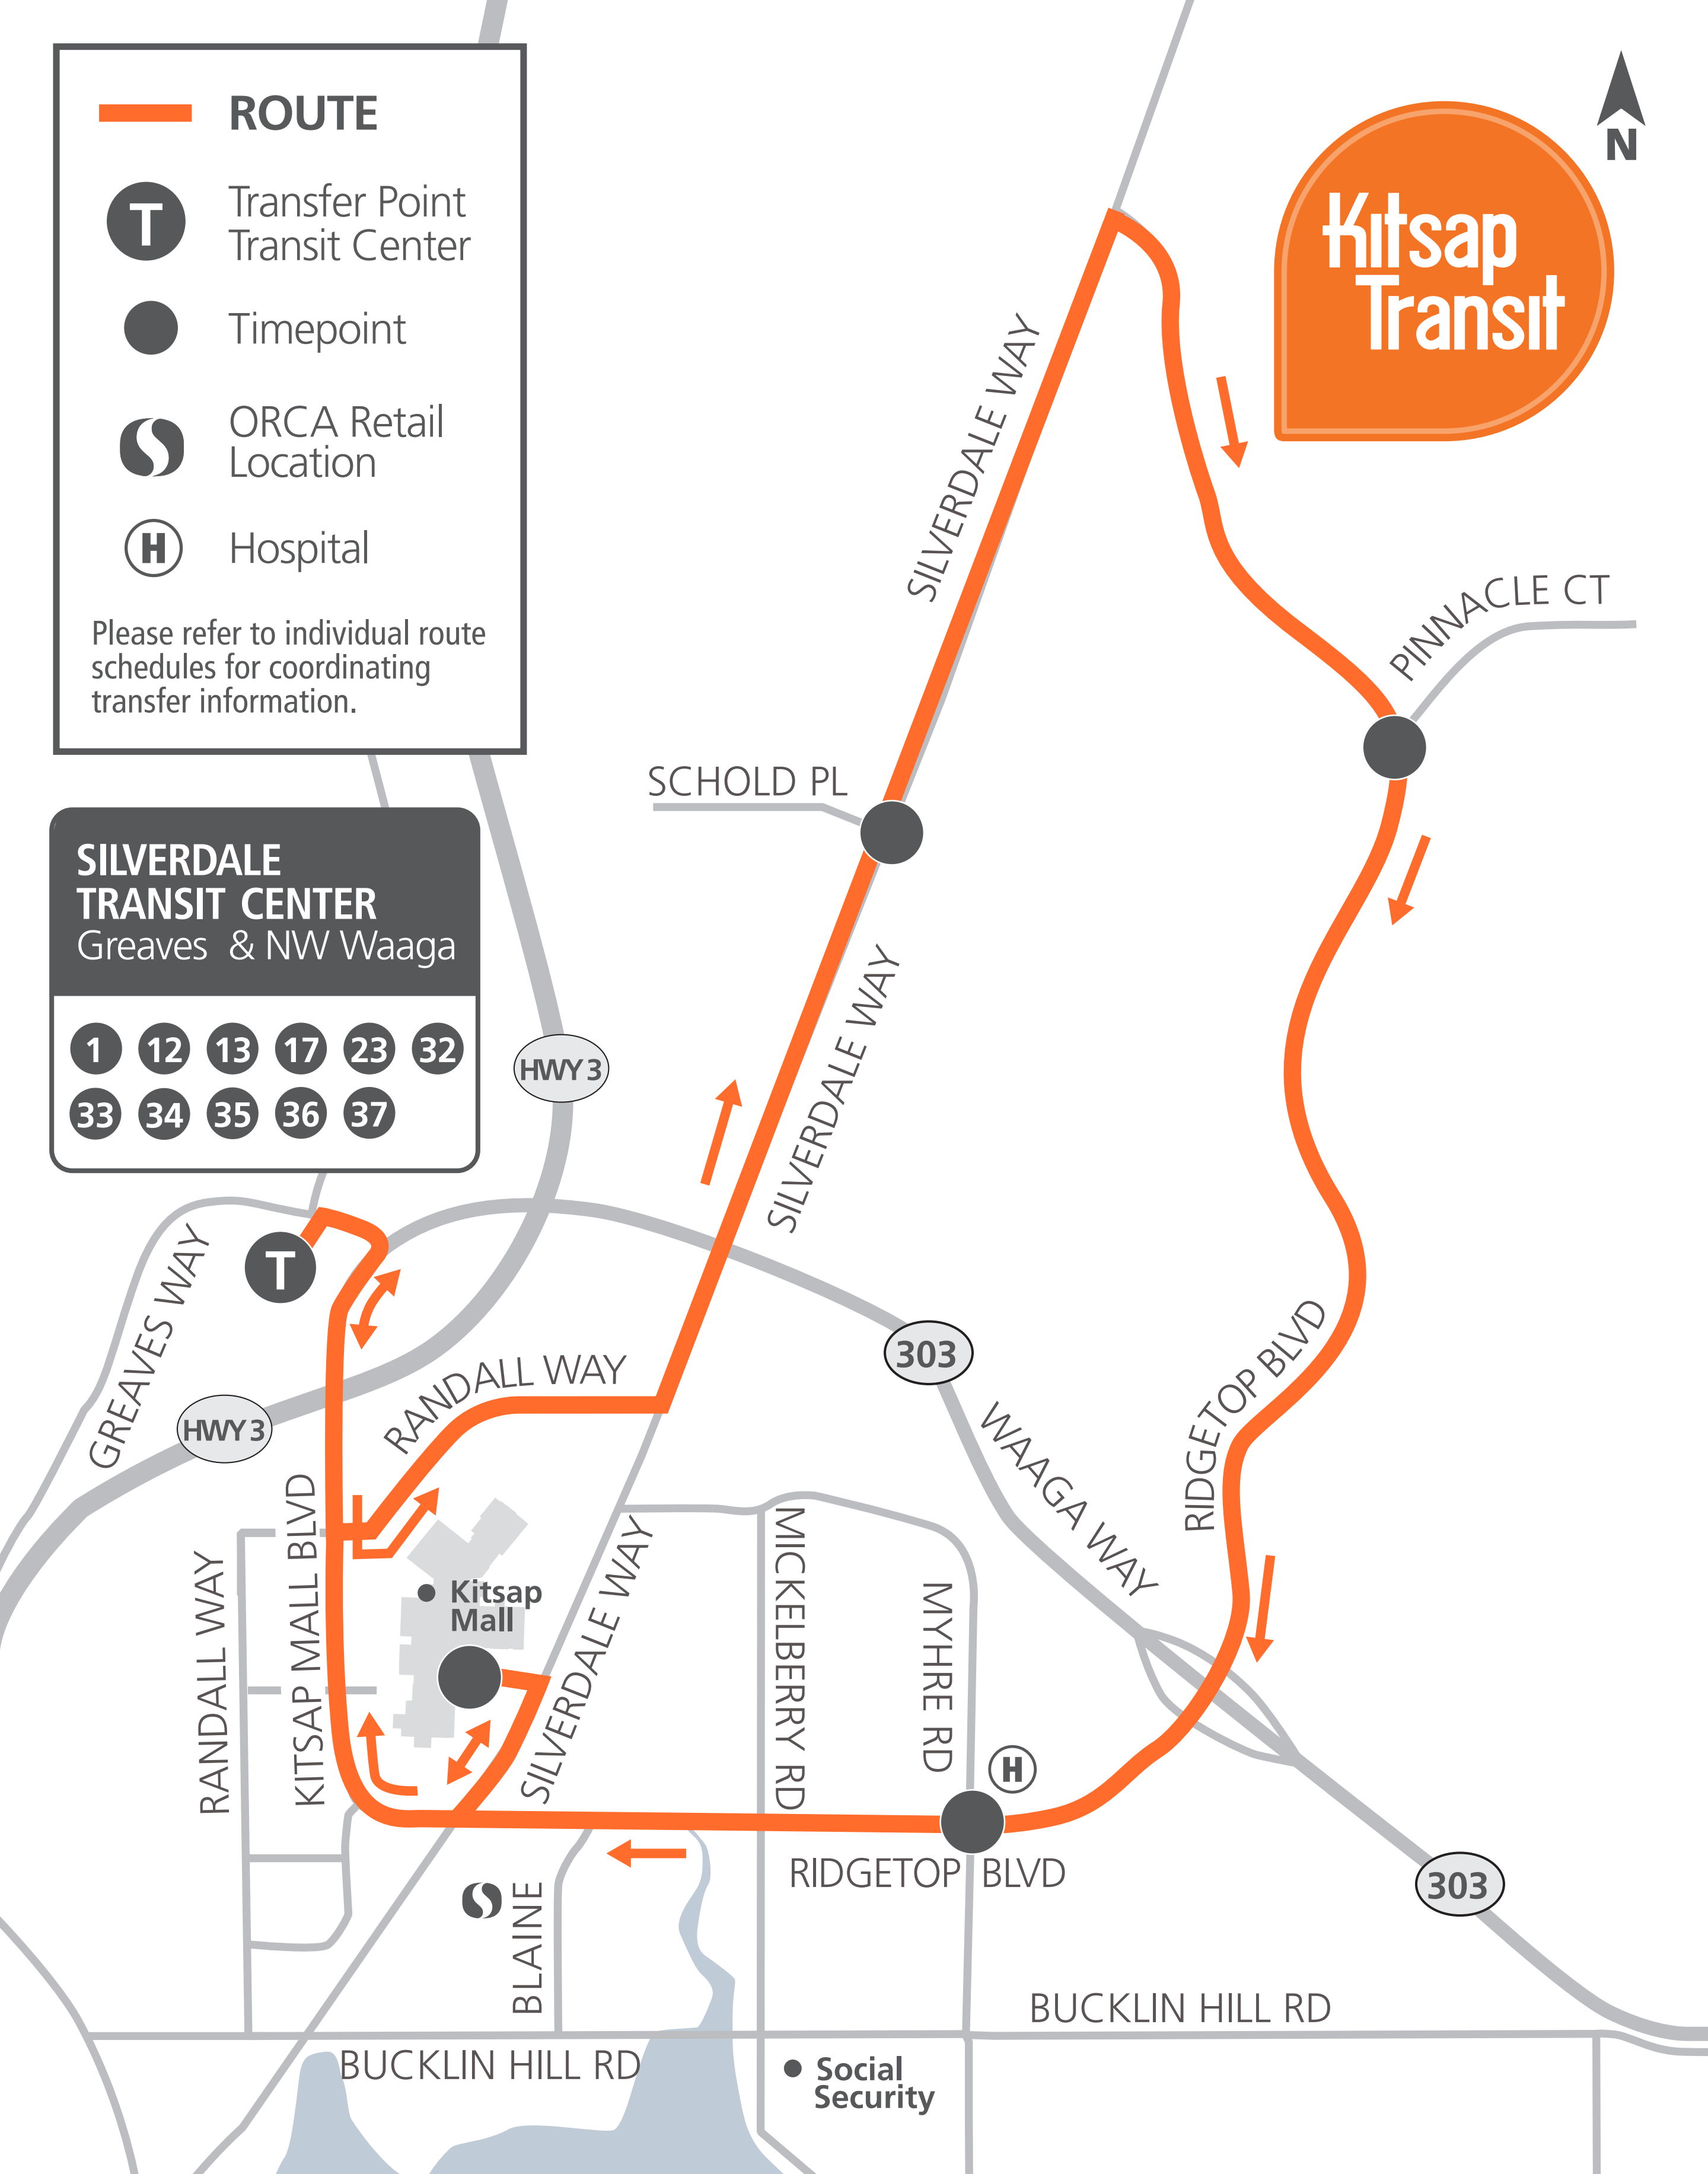 ROUTE
T
Transfer Point
Transit Center
Timepoint
ORCA Retail
Location
H
Hospital
Please refer to individual route
schedules for coordinating
transfer information.
Kitsap
Transit
N
SILVERDALE WAY
PINNACLE CT
SCHOLD PL
SILVERDALE
TRANSIT CENTER
Greaves & NW Waaga
1 12 13 17 23 32
33 34 35 36 37
HWY 3
SILVERDALE WAY
T
GREAVES WAY
HWY 3
RANDALL WAY
303
WAAGA WAY
RIDGETOP BLVD
KITSAP MALL BLVD
RANDALL WAY
Kitsap
Mall
SILVERDALE WAY
MICKELBERRY RD
MYHRE RD
H
RIDGETOP BLVD
303
BLAINE
BUCKLIN HILL RD
BUCKLIN HILL RD
Social
Security